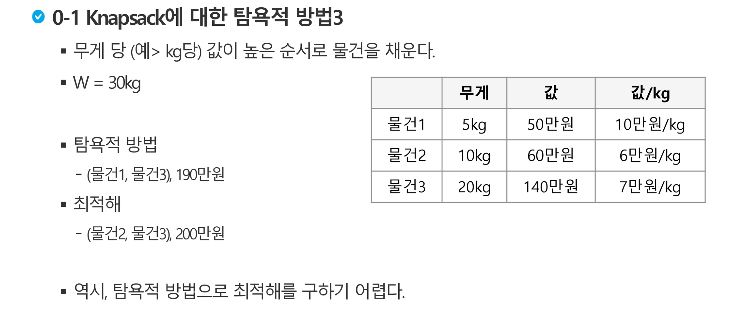 0-1 Knapsack에 대한 탐욕적 방법3
▪ 무게 당 (예> kg당) 값이 높은 순서로 물건을 채운다.
▪ W = 30kg
무게 값 값/kg
물건1 5kg 50만원 10만원/kg
물건2 10kg 60만원 6만원/kg
물건3 20kg 140만원 7만원/kg
▪ 탐욕적 방법
- (물건1, 물건3), 190만원
▪ 최적해
- (물건2, 물건3), 200만원
▪ 역시, 탐욕적 방법으로 최적해를 구하기 어렵다.